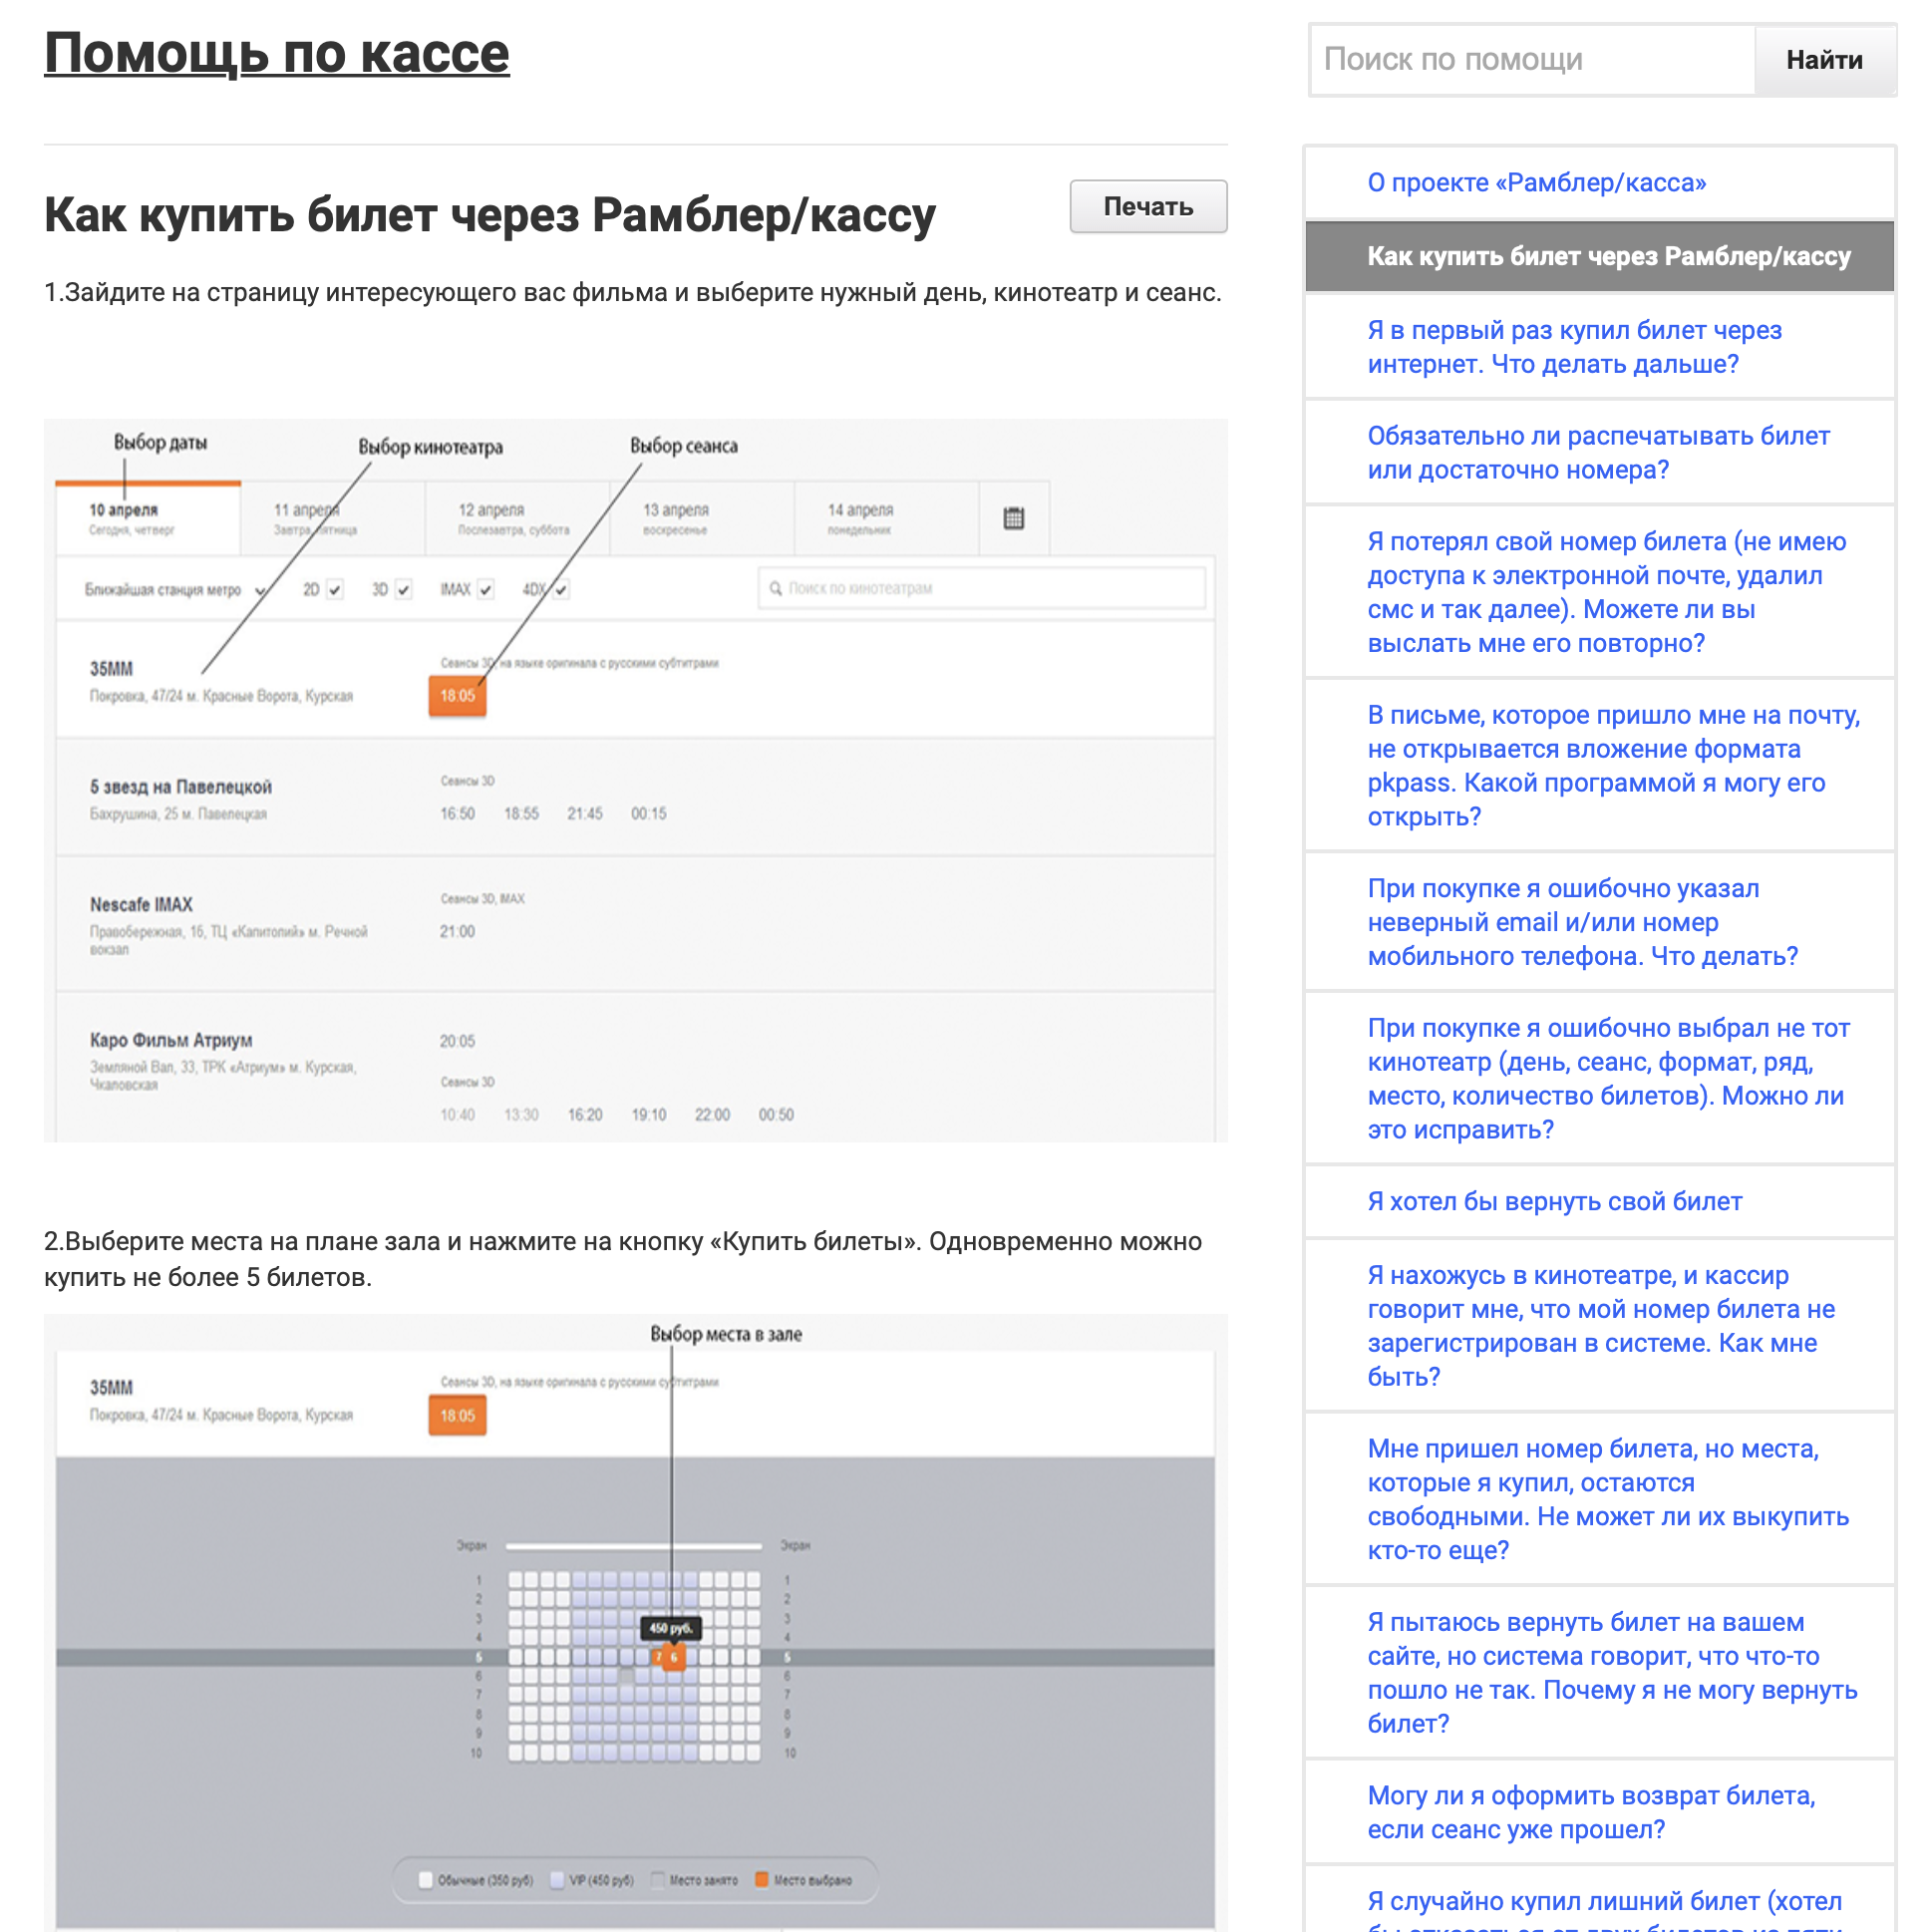 Помощь по кассе
Поиск по помощи
Найти
Как купить билет через Рамблер/кассу
Печать
1.Зайдите на страницу интересующего вас фильма и выберите нужный день, кинотеатр и сеанс.
Выбор даты
Выбор кинотеатра
Выбор сеанса
10 апреля
Сегодня, четверг
11 апреля
Завтра, пятница
12 апреля
Послезавтра, суббота
13 апреля
воскресенье
14 апреля
понедельник
Ближайшая станция метро
2D
3D
IMAX
4DX
Поиск по кинотеатрам
35ММ
Покровка, 47/24 м. Красные Ворота, Курская
Сеансы 3D, на языке оригинала с русскими субтитрами
18:05
5 звезд на Павелецкой
Бахрушина, 25 м. Павелецкая
Сеансы 3D
16:50 18:55 21:45 00:15
Nescafe IMAX
Правобережная, 1б, ТЦ «Капитолий» м. Речной
вокзал
Сеансы 3D, IMAX
21:00
Каро Фильм Атриум
Земляной Вал, 33, ТРК «Атриум» м. Курская,
Чкаловская
20:05
Сеансы 3D
10:40 13:30 16:20 19:10 22:00 00:50
2.Выберите места на плане зала и нажмите на кнопку «Купить билеты». Одновременно можно
купить не более 5 билетов.
Выбор места в зале
35ММ
Покровка, 47/24 м. Красные Ворота, Курская
Сеансы 3D, на языке оригинала с русскими субтитрами
18:05
Экран Экран
1 1
2 2
3 3
4 4
450 руб.
5 7 6 5
6 6
7 7
8 8
9 9
10 10
Обычные (350 руб) VIP (450 руб) Место занято Место выбрано
О проекте «Рамблер/касса»
Как купить билет через Рамблер/кассу
Я в первый раз купил билет через
интернет. Что делать дальше?
Обязательно ли распечатывать билет
или достаточно номера?
Я потерял свой номер билета (не имею
доступа к электронной почте, удалил
смс и так далее). Можете ли вы
выслать мне его повторно?
В письме, которое пришло мне на почту,
не открывается вложение формата
pkpass. Какой программой я могу его
открыть?
При покупке я ошибочно указал
неверный email и/или номер
мобильного телефона. Что делать?
При покупке я ошибочно выбрал не тот
кинотеатр (день, сеанс, формат, ряд,
место, количество билетов). Можно ли
это исправить?
Я хотел бы вернуть свой билет
Я нахожусь в кинотеатре, и кассир
говорит мне, что мой номер билета не
зарегистрирован в системе. Как мне
быть?
Мне пришел номер билета, но места,
которые я купил, остаются
свободными. Не может ли их выкупить
кто-то еще?
Я пытаюсь вернуть билет на вашем
сайте, но система говорит, что что-то
пошло не так. Почему я не могу вернуть
билет?
Могу ли я оформить возврат билета,
если сеанс уже прошел?
Я случайно купил лишний билет (хотел